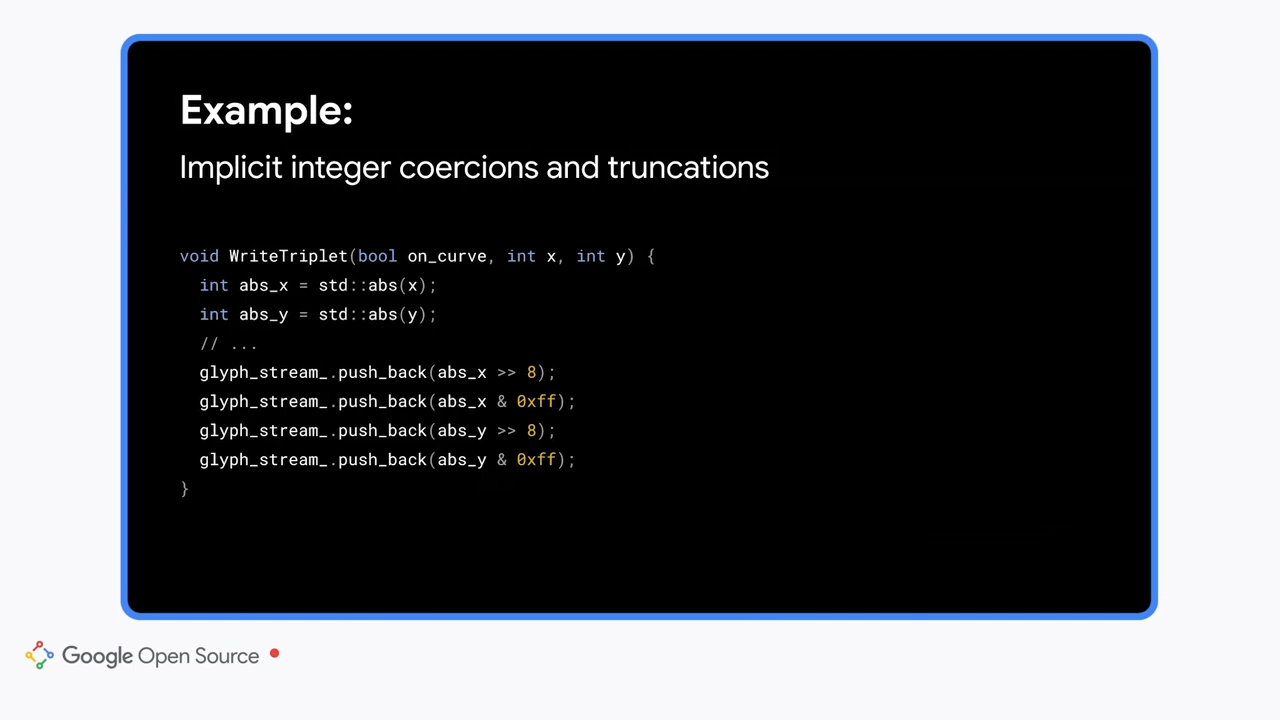 Example:
Implicit integer coercions and truncations
void WriteTriplet(bool on_curve, int x, int y) {
  int abs_x = std::abs(x);
  int abs_y = std::abs(y);
  // ...
  glyph_stream_.push_back(abs_x >> 8);
  glyph_stream_.push_back(abs_x & 0xff);
  glyph_stream_.push_back(abs_y >> 8);
  glyph_stream_.push_back(abs_y & 0xff);
}
Google Open Source